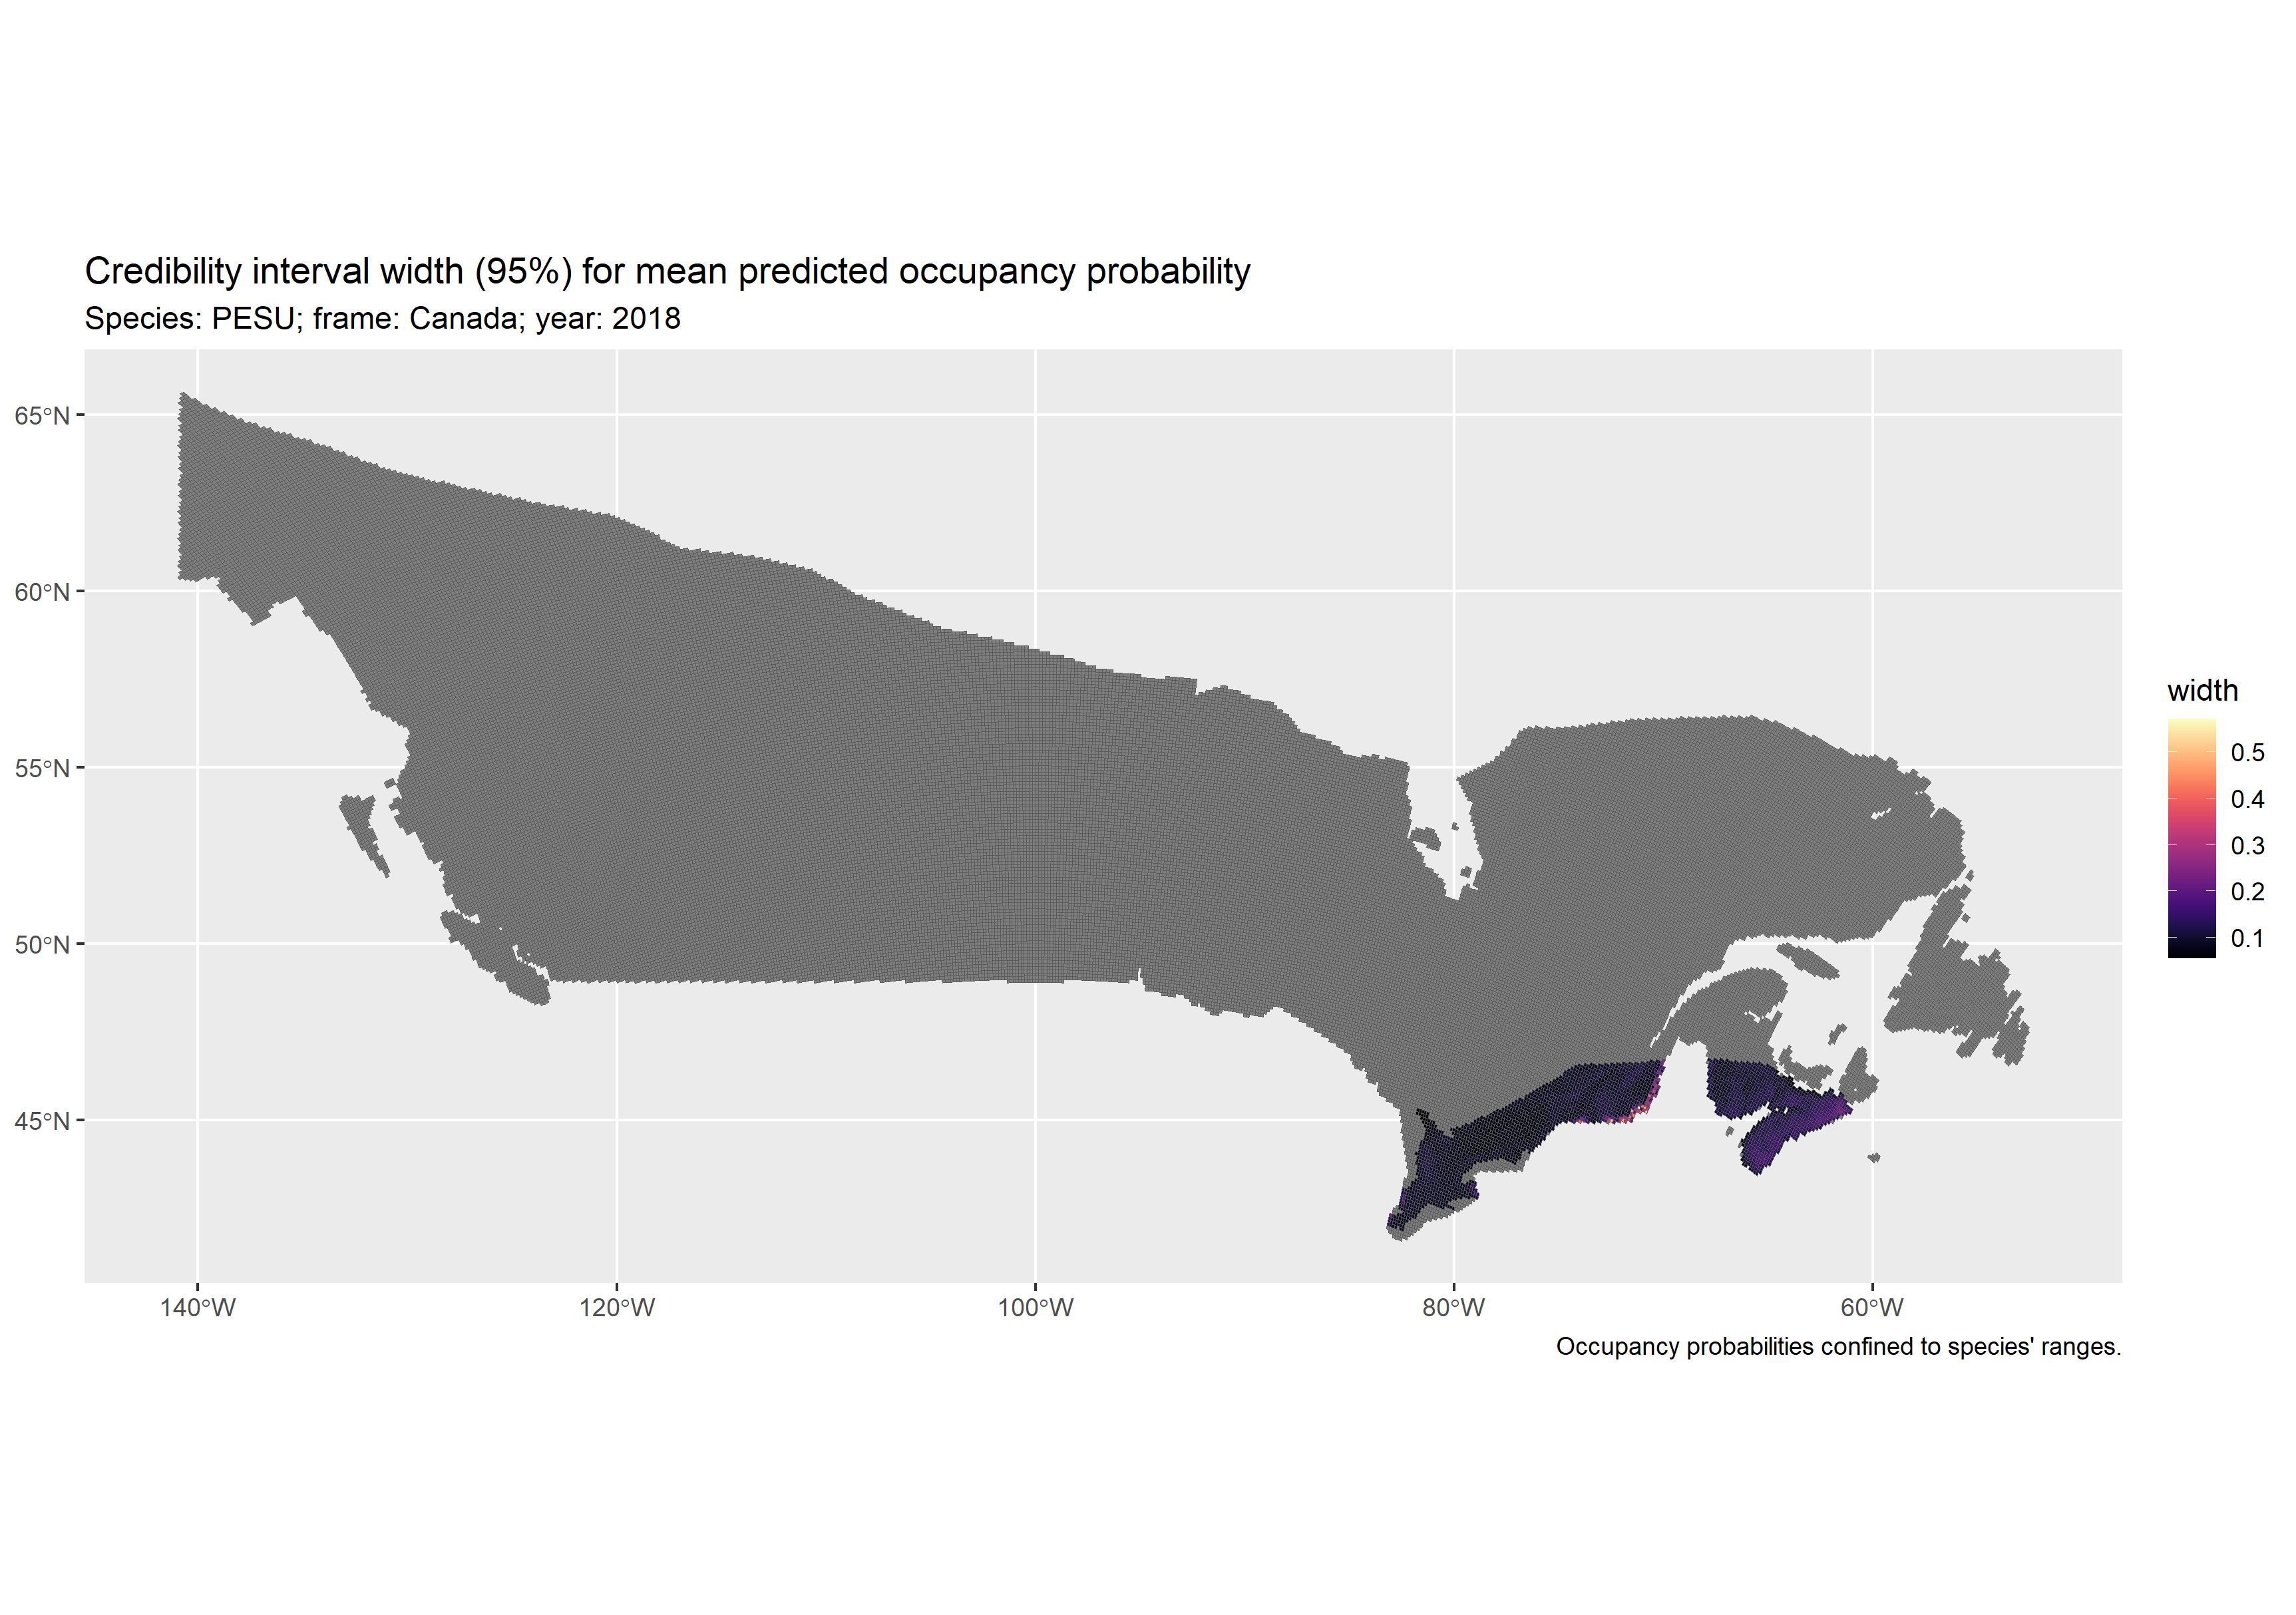 Credibility interval width (95%) for mean predicted occupancy probability
Species: PESU; frame: Canada; year: 2018
65°N
60°N
55°N
50°N
45°N
140°W
120°W
100°W
80°W
60°W
width
0.5
0.4
0.3
0.2
0.1
Occupancy probabilities confined to species' ranges.